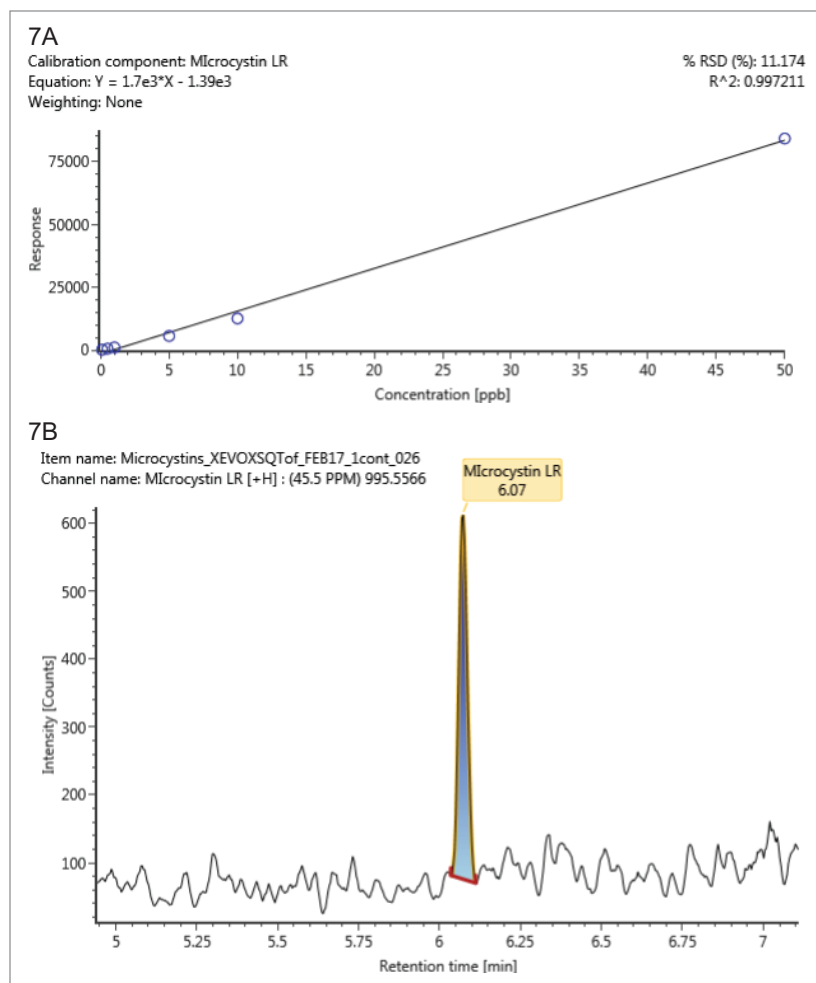 7A
Calibration component: MIcrocystin LR
% RSD (%): 11.174
Equation: Y = 1.7e3*X - 1.39e3
R^2: 0.997211
Weighting: None
75000
50000
25000
0
Response
0 5 10 15 20 25 30 35 40 45 50
Concentration [ppb]
7B
Item name: Microcystins_XEVOXSQTof_FEB17_1cont_026
Channel name: MIcrocystin LR [+H] : (45.5 PPM) 995.5566
MIcrocystin LR
6.07
600
500
400
300
200
100
Intensity [Counts]
5 5.25 5.5 5.75 6 6.25 6.5 6.75 7
Retention time [min]